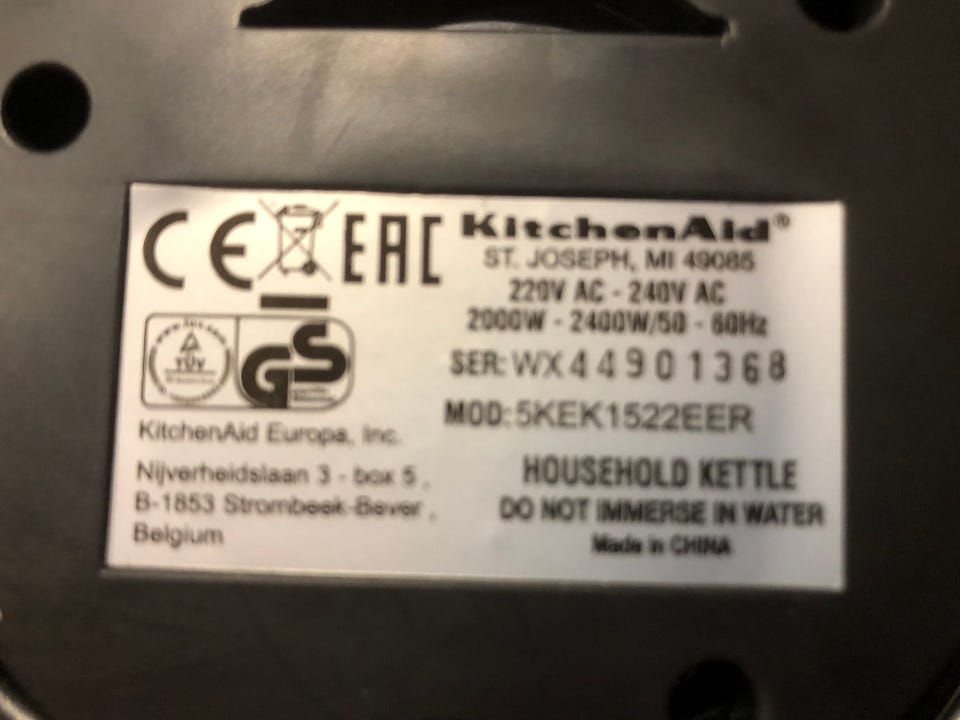 CE EAC
KitchenAid®
ST. JOSEPH, MI 49085
220V AC - 240V AC
2000W - 2400W/50 - 60Hz
SER: WX44901368
MOD: 5KEK1522EER
HOUSEHOLD KETTLE
DO NOT IMMERSE IN WATER
Made in CHINA
TÜV
GS
KitchenAid Europa, Inc.
Nijverheidslaan 3 - box 5,
B-1853 Strombeek-Bever,
Belgium